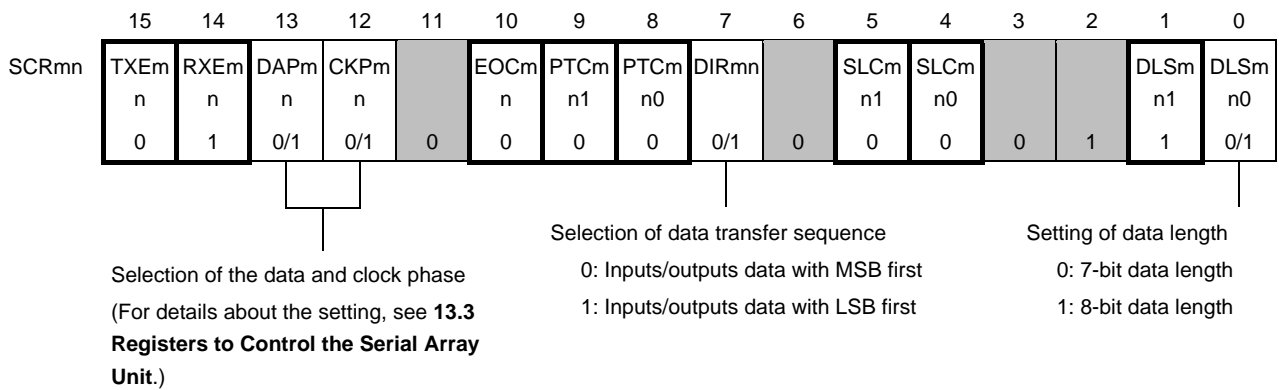 15 14 13 12 11 10 9 8 7 6 5 4 3 2 1 0
SCRmn TXEm RXEm DAPm CKPm EOCm PTCm PTCm DIRmn SLCm SLCm DLSm DLSm
n n n n n n1 n0 n1 n0 n1 n0
0 1 0/1 0/1 0 0 0 0 0/1 0 0 0 0 1 1 0/1
Selection of data transfer sequence
0: Inputs/outputs data with MSB first
1: Inputs/outputs data with LSB first
Setting of data length
0: 7-bit data length
1: 8-bit data length
Selection of the data and clock phase
(For details about the setting, see 13.3
Registers to Control the Serial Array
Unit.)